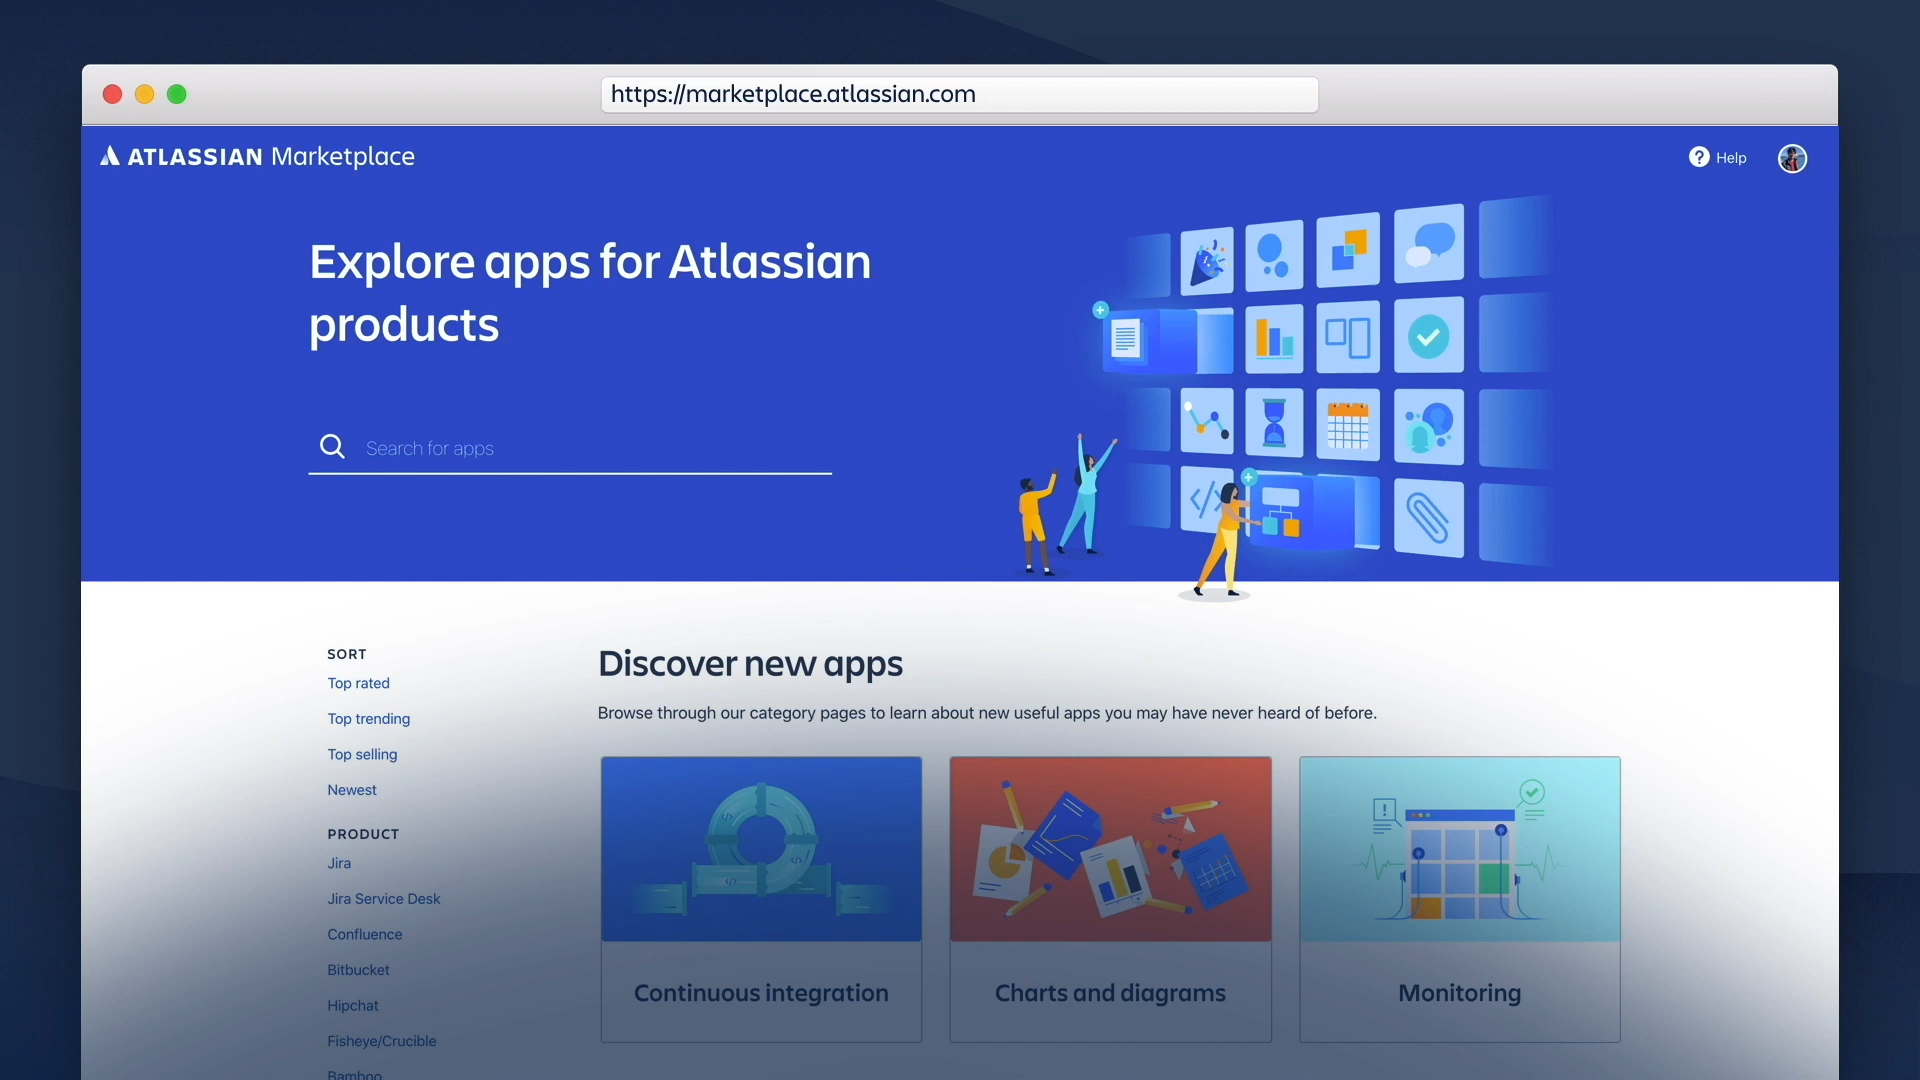 https://marketplace.atlassian.com
ATLASSIAN Marketplace
? Help
Explore apps for Atlassian
products
Search for apps
SORT
Top rated
Top trending
Top selling
Newest
PRODUCT
Jira
Jira Service Desk
Confluence
Bitbucket
Hipchat
Fisheye/Crucible
Bamboo
Discover new apps
Browse through our category pages to learn about new useful apps you may have never heard of before.
Continuous integration
Charts and diagrams
Monitoring